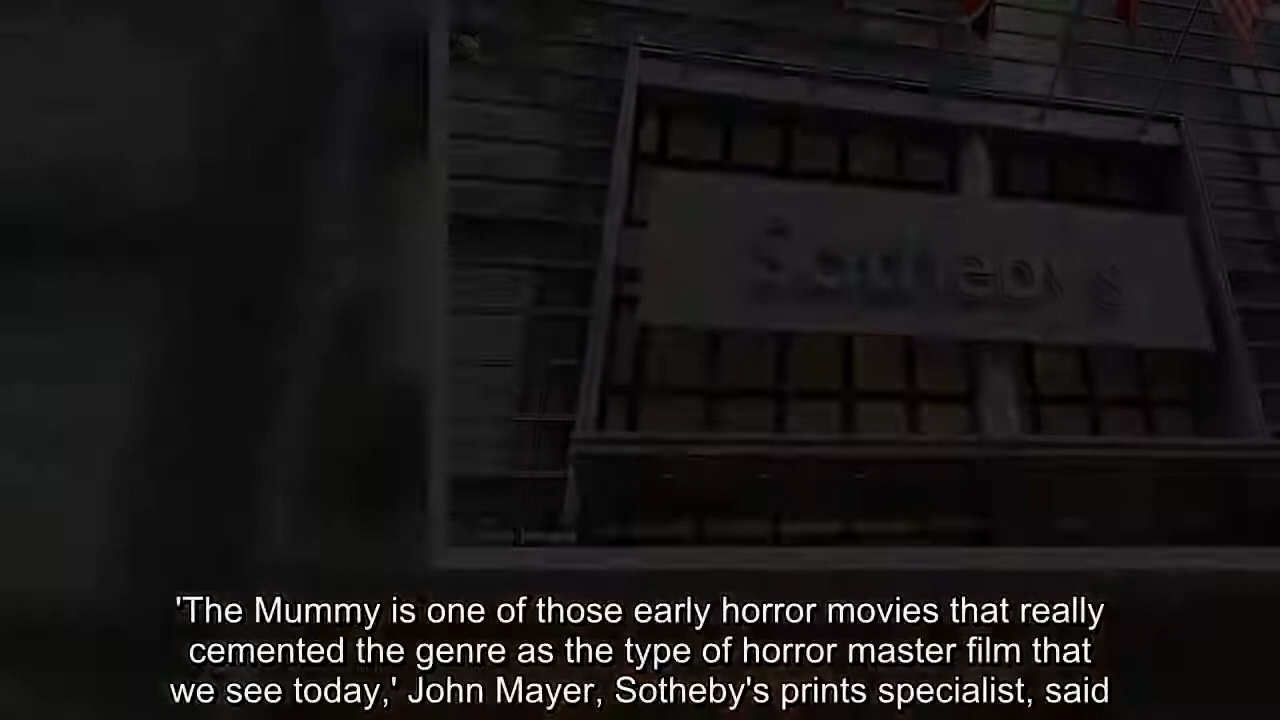 Sotheby's
'The Mummy is one of those early horror movies that really
cemented the genre as the type of horror master film that
we see today,' John Mayer, Sotheby's prints specialist, said